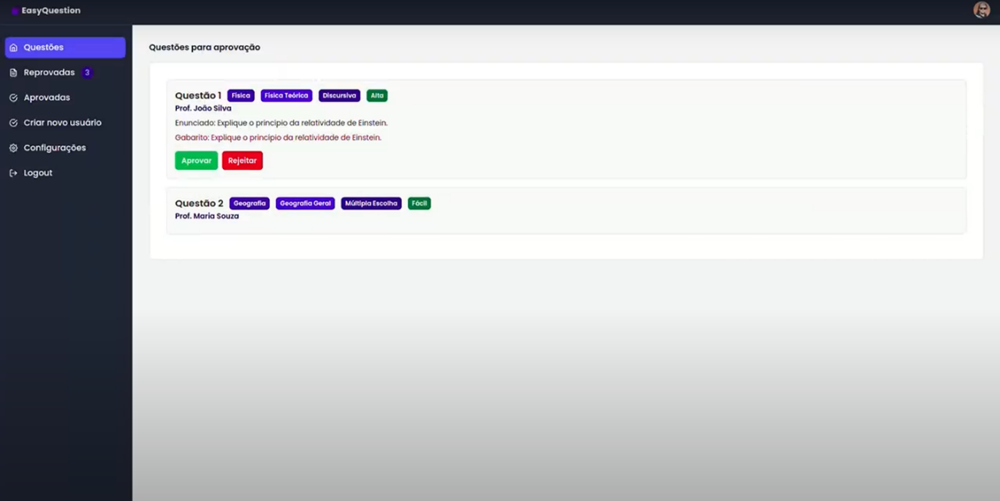 EasyQuestion
Questões
Reprovadas 3
Aprovadas
Criar novo usuário
Configurações
Logout
Questões para aprovação
Questão 1 Física Física Teórica Discursiva Alta
Prof. João Silva
Enunciado: Explique o princípio da relatividade de Einstein.
Gabarito: Explique o princípio da relatividade de Einstein.
Aprovar Rejeitar
Questão 2 Geografia Geografia Geral Múltipla Escolha Fácil
Prof. Maria Souza